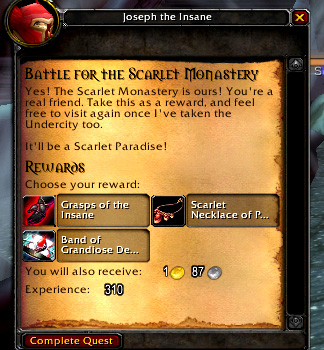 Joseph the Insane
Battle for the Scarlet Monastery
Yes! The Scarlet Monastery is ours! You're a
real friend. Take this as a reward, and feel
free to visit again once I've taken the
Undercity too.
It'll be a Scarlet Paradise!
Rewards
Choose your reward:
Grasps of the
Insane
Scarlet
Necklace of P...
Band of
Grandiose De...
You will also receive: 1 87
Experience: 310
Complete Quest